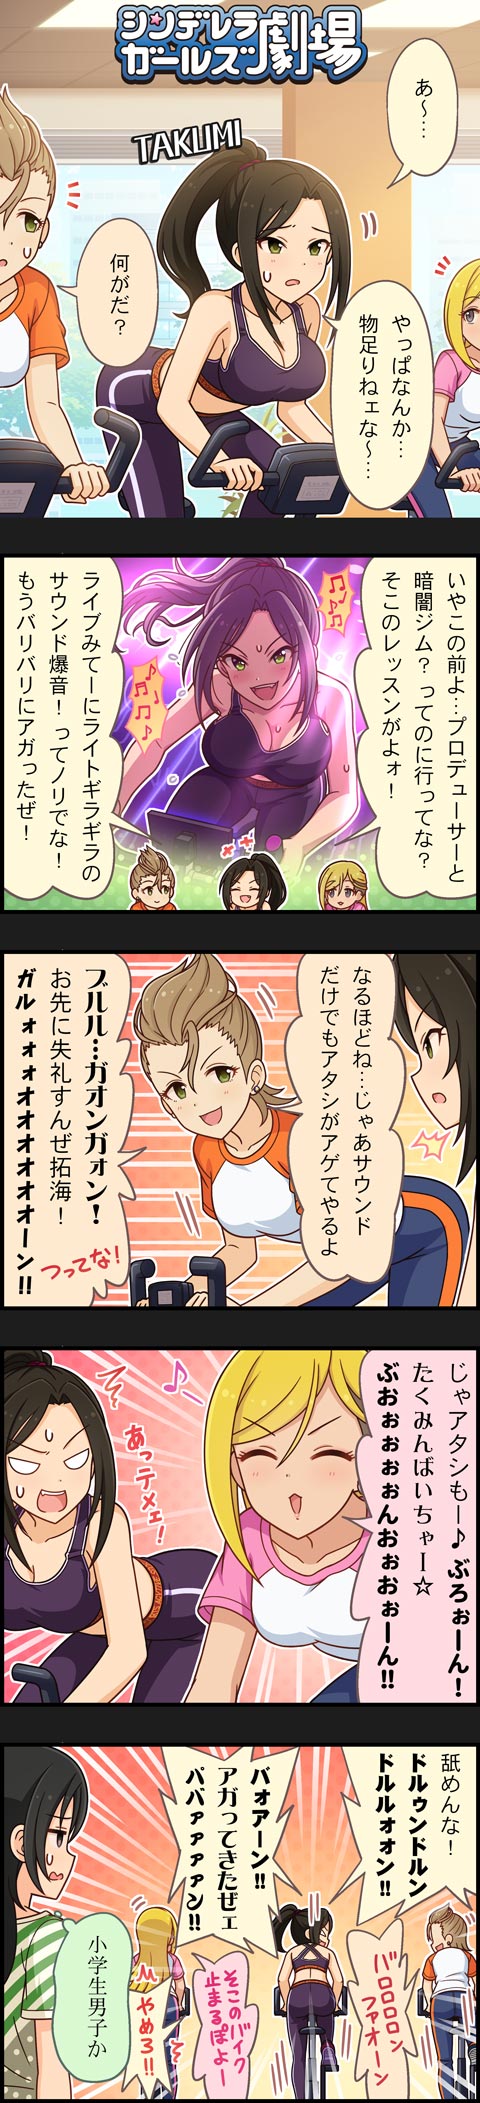 シンデレラ
ガールズ劇場
TAKUMI
あ〜…
やっぱなんか…
物足りねェな〜…
何がだ？
いやこの前よ…プロデューサーと
暗闇ジム？ってのに行ってな？
そこのレッスンがよォ！
ライブみてーにライトギラギラの
サウンド爆音！ってノリでな！
もうバリバリにアガったぜ！
なるほどね…じゃあサウンド
だけでもアタシがアゲてやるよ
ブルル…ガオンガォン！
お先に失礼すんぜ拓海！
ガルォォォオオオオオオーン!!
つってな！
じゃアタシもー♪ ぶろぉーん！
たくみんばいちゃー☆
ぶおぉぉぉぉんおぉおぉーん!!
あっテメェ！
舐めんな！
ドルゥンドルン
ドルルォォン!!
バォアーン!!
アガってきたぜェ
パパァァァァン!!
バロロロロン
ファオーン
そこのバイク
止まるぽよー
やめろ!!
小学生男子か